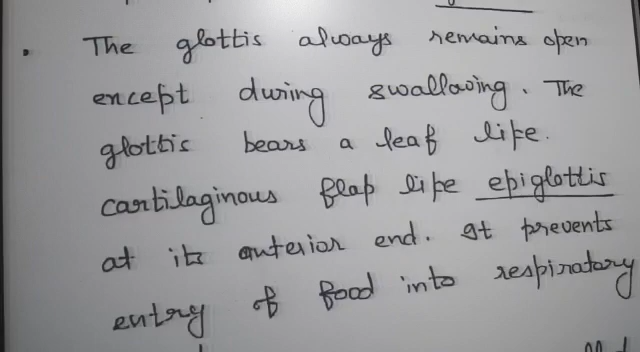 The glottis always remains open
except during swallowing. The
glottis bears a leaf like.
cartilaginous flap like epiglottis
at its anterior end. It prevents
entry of food into respiratory